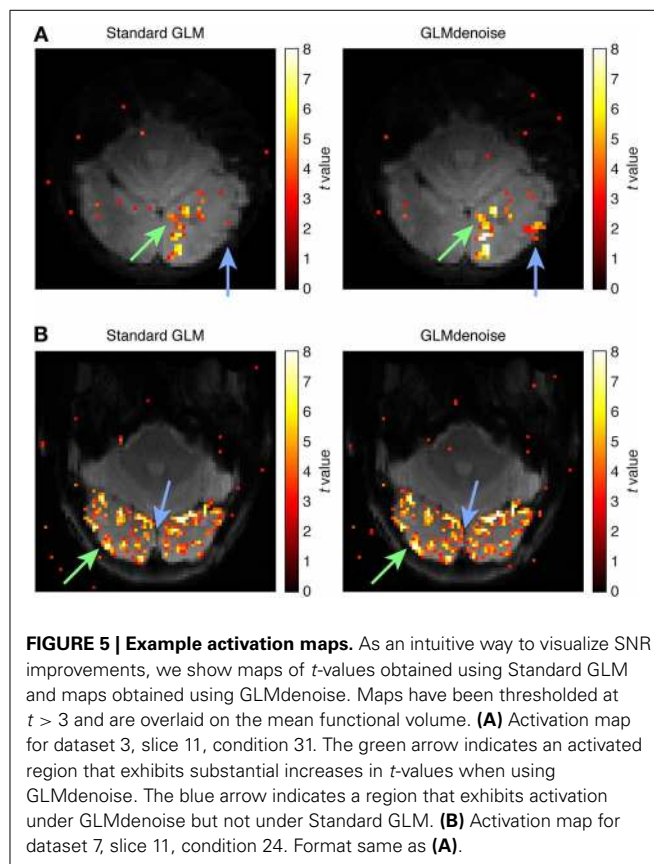 A
Standard GLM
GLMdenoise
8
7
6
5
4
3
2
1
0
t value
8
7
6
5
4
3
2
1
0
t value
B
Standard GLM
GLMdenoise
8
7
6
5
4
3
2
1
0
t value
8
7
6
5
4
3
2
1
0
t value
FIGURE 5 | Example activation maps. As an intuitive way to visualize SNR
improvements, we show maps of t-values obtained using Standard GLM
and maps obtained using GLMdenoise. Maps have been thresholded at
t > 3 and are overlaid on the mean functional volume. (A) Activation map
for dataset 3, slice 11, condition 31. The green arrow indicates an activated
region that exhibits substantial increases in t-values when using
GLMdenoise. The blue arrow indicates a region that exhibits activation
under GLMdenoise but not under Standard GLM. (B) Activation map for
dataset 7, slice 11, condition 24. Format same as (A).